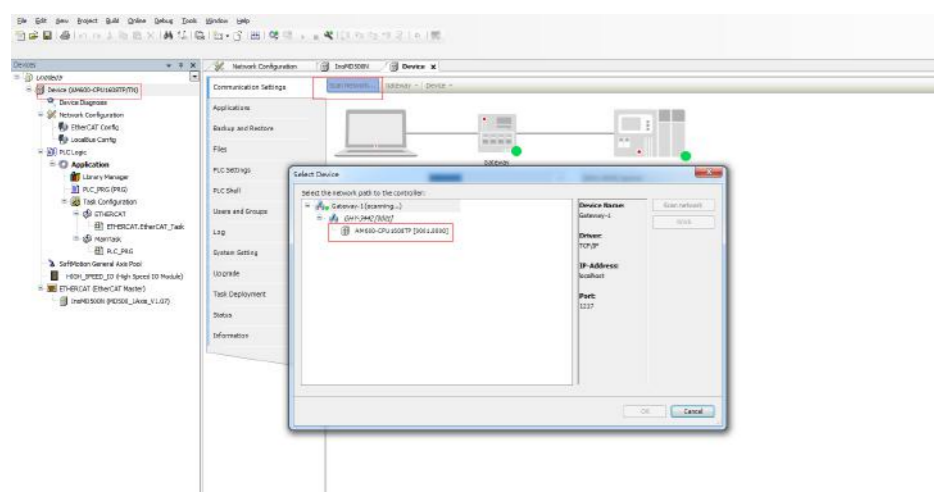 File Edit View Project Build Online Debug Tools Window Help
Devices
Network Configuration
InoMD500N
Device
Device (AM600-CPU1608TP/TN)
Device Diagnosis
Network Configuration
EtherCAT Config
LocalBus Config
PLC Logic
Application
Library Manager
PLC_PRG (PRG)
Task Configuration
ETHERCAT
ETHERCAT.EtherCAT_Task
MainTask
PLC_PRG
SoftMotion General Axis Pool
HIGH_SPEED_IO (High Speed IO Module)
ETHERCAT (EtherCAT Master)
InoMD500N (MD500_1Axis_V1.07)
Communication Settings
Applications
Backup and Restore
Files
PLC Settings
PLC Shell
Users and Groups
Log
System Setting
Upgrade
Task Deployment
Status
Information
Scan Network...
Gateway
Device
Gateway
Select Device
Select the network path to the controller:
Gateway-1 (scanning...)
AM600-CPU1608TP
Device Name:
Gateway-1
Driver:
TCP/IP
IP-Address:
localhost
Port:
1217
Scan network
Wink
OK
Cancel